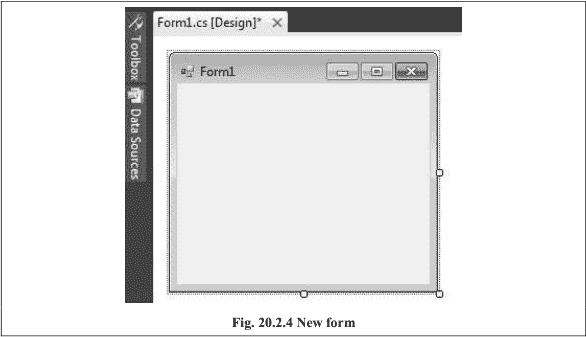 Form1.cs [Design]*
Toolbox
Data Sources
Form1
Fig. 20.2.4 New form